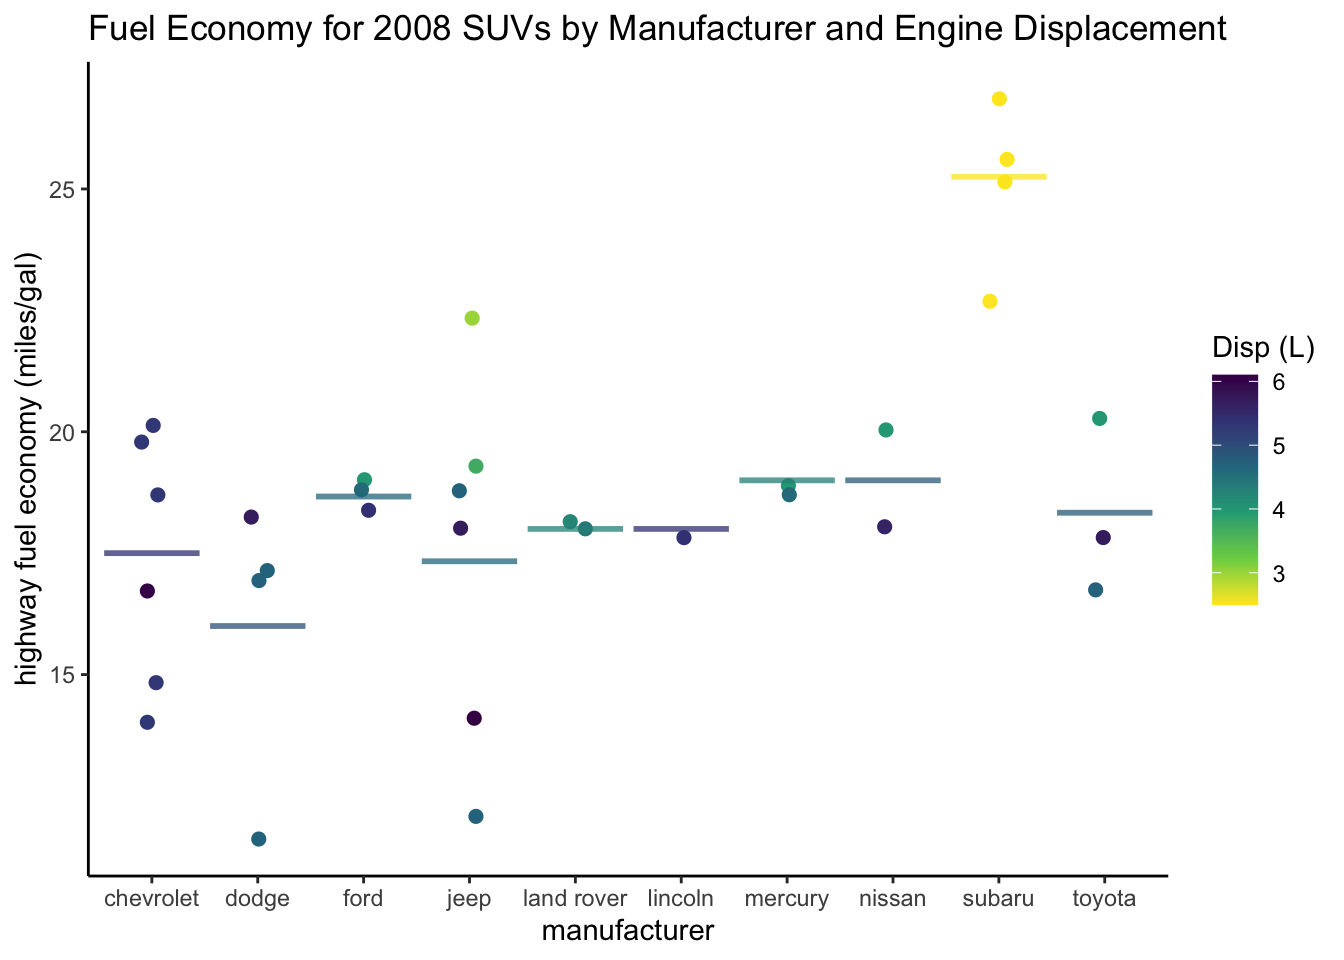 Fuel Economy for 2008 SUVs by Manufacturer and Engine Displacement
highway fuel economy (miles/gal)
25
20
15
chevrolet dodge ford jeep land rover lincoln mercury nissan subaru toyota
manufacturer
Disp (L)
6
5
4
3